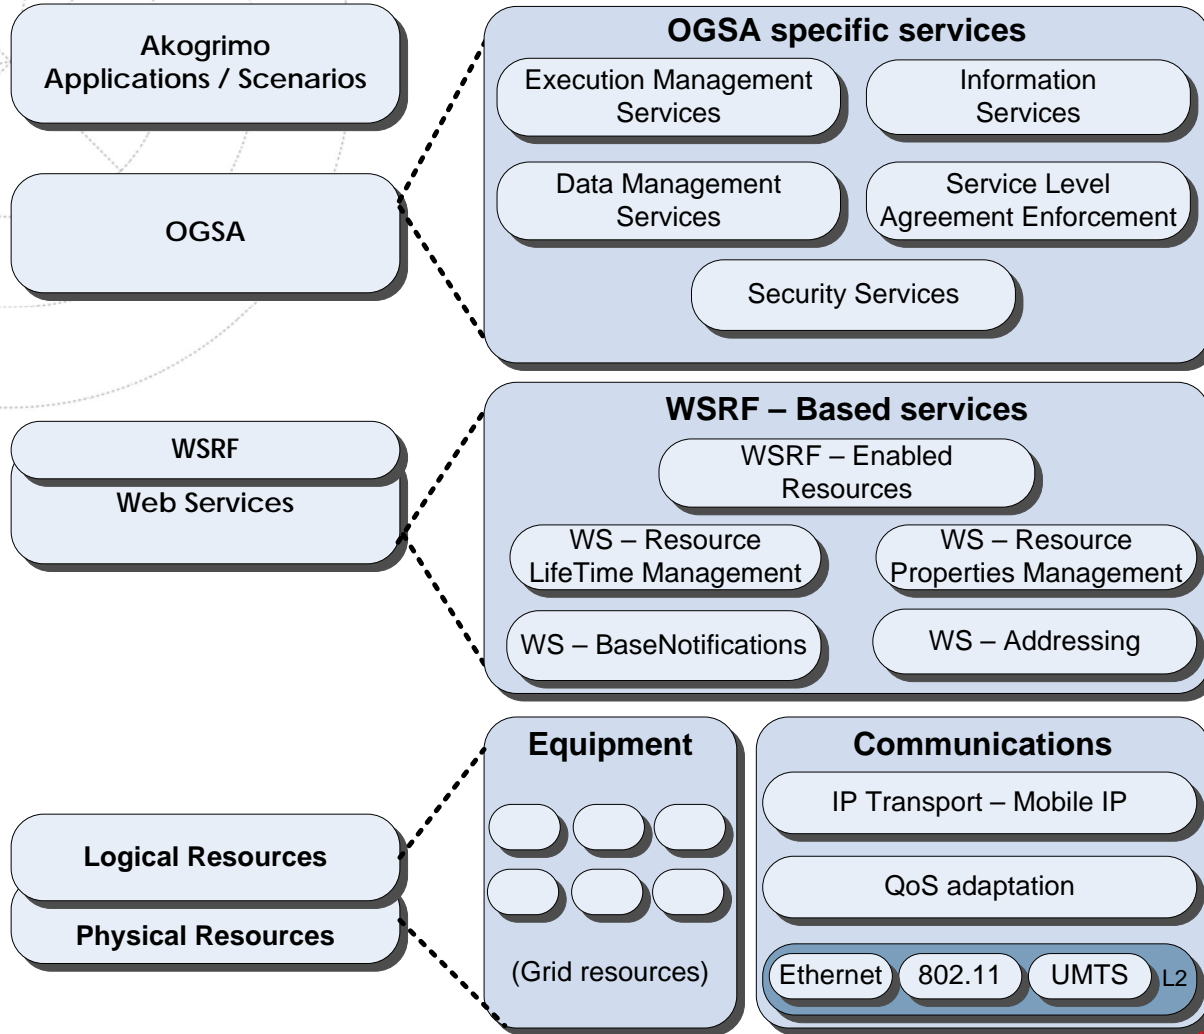 Akogrimo
Applications / Scenarios
OGSA
OGSA specific services
Execution Management
Services
Information
Services
Data Management
Services
Service Level
Agreement Enforcement
Security Services
WSRF
Web Services
WSRF – Based services
WSRF – Enabled
Resources
WS – Resource
LifeTime Management
WS – Resource
Properties Management
WS – BaseNotifications
WS – Addressing
Logical Resources
Physical Resources
Equipment
(Grid resources)
Communications
IP Transport – Mobile IP
QoS adaptation
Ethernet 802.11 UMTS L2